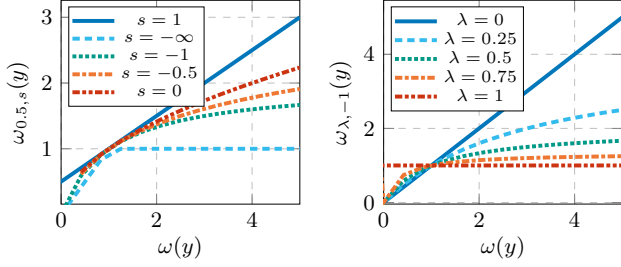 ω₀.₅,ₛ(y)
3
2
1
0
2
4
ω(y)
s = 1
s = −∞
s = −1
s = −0.5
s = 0
ω_λ,₋₁(y)
4
2
0
0
2
4
ω(y)
λ = 0
λ = 0.25
λ = 0.5
λ = 0.75
λ = 1